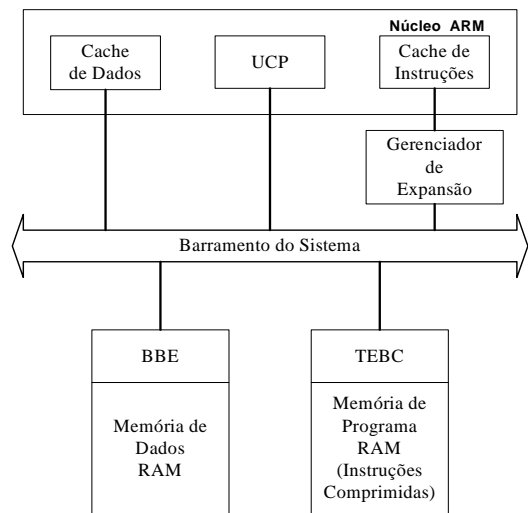 Núcleo ARM
Cache
de Dados
UCP
Cache de
Instruções
Gerenciador
de
Expansão
Barramento do Sistema
BBE
Memória de
Dados
RAM
TEBC
Memória de
Programa
RAM
(Instruções
Comprimidas)